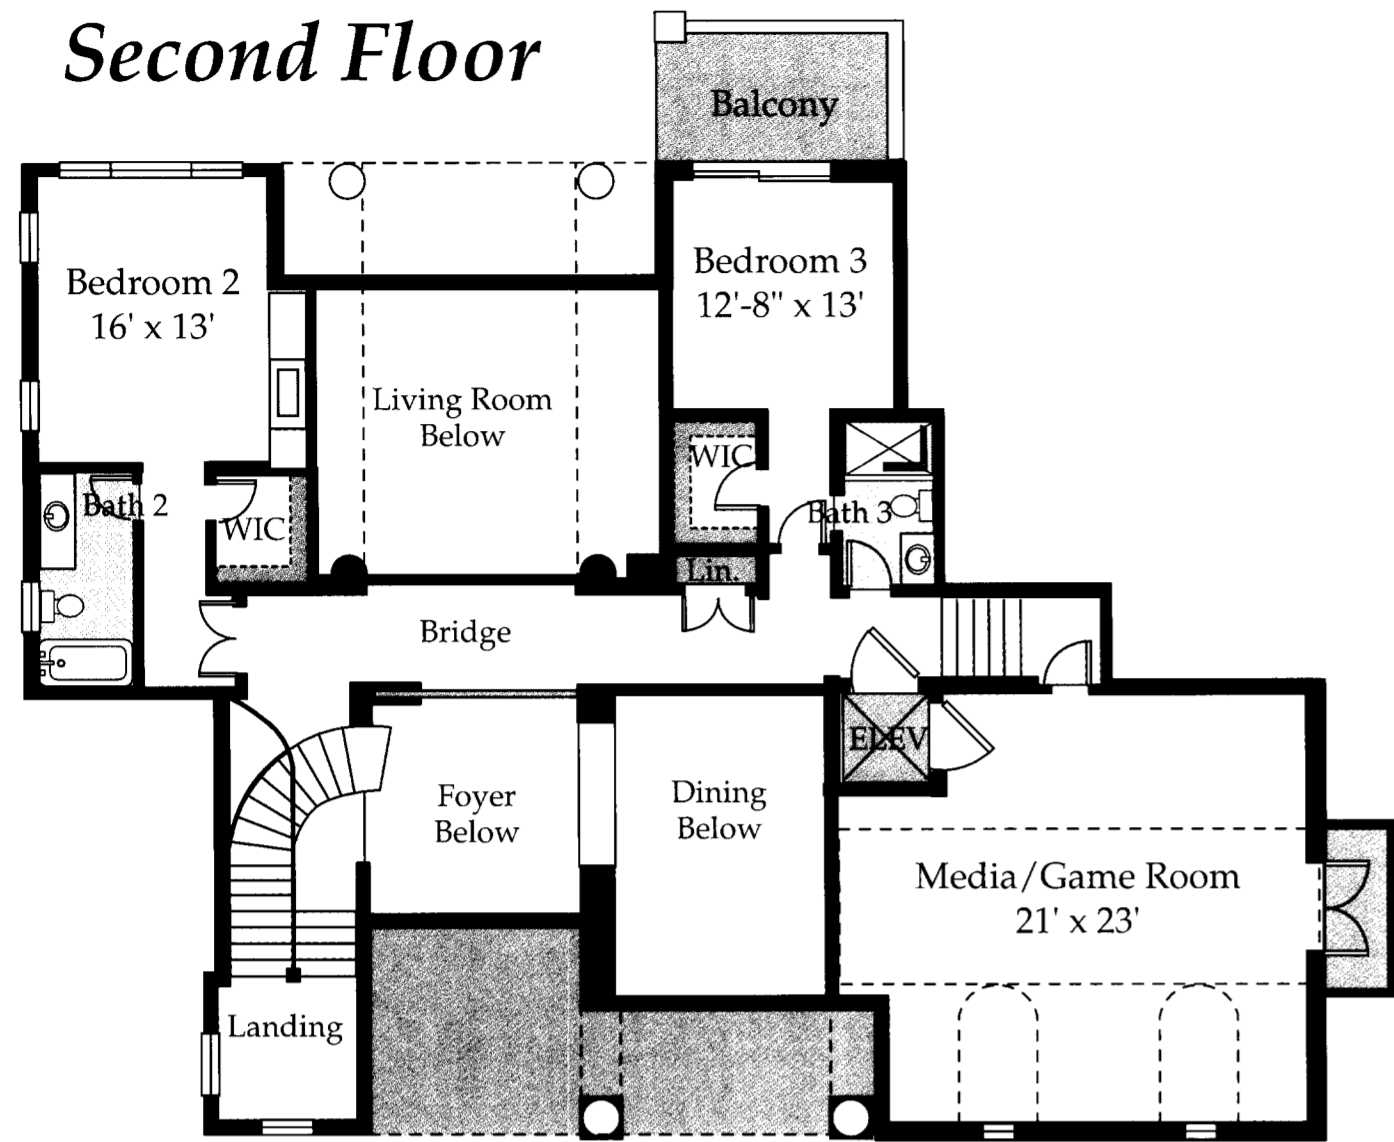 Second Floor
Balcony
Bedroom 2
16' x 13'
Bedroom 3
12'-8" x 13'
Living Room
Below
WIC
Bath 2
WIC
Bath 3
Lin.
Bridge
ELEV
Foyer
Below
Dining
Below
Media/Game Room
21' x 23'
Landing